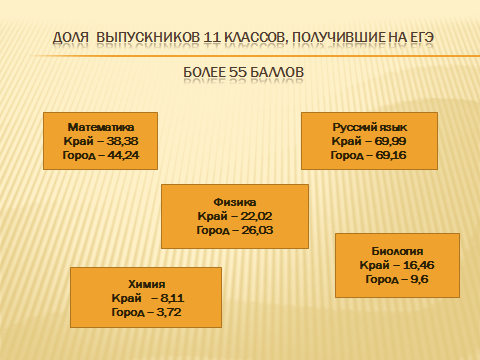 ДОЛЯ ВЫПУСКНИКОВ 11 КЛАССОВ, ПОЛУЧИВШИЕ НА ЕГЭ
БОЛЕЕ 55 БАЛЛОВ
Математика
Край – 38,38
Город – 44,24
Русский язык
Край – 69,99
Город – 69,16
Физика
Край – 22,02
Город – 26,03
Биология
Край – 16,46
Город – 9,6
Химия
Край – 8,11
Город – 3,72